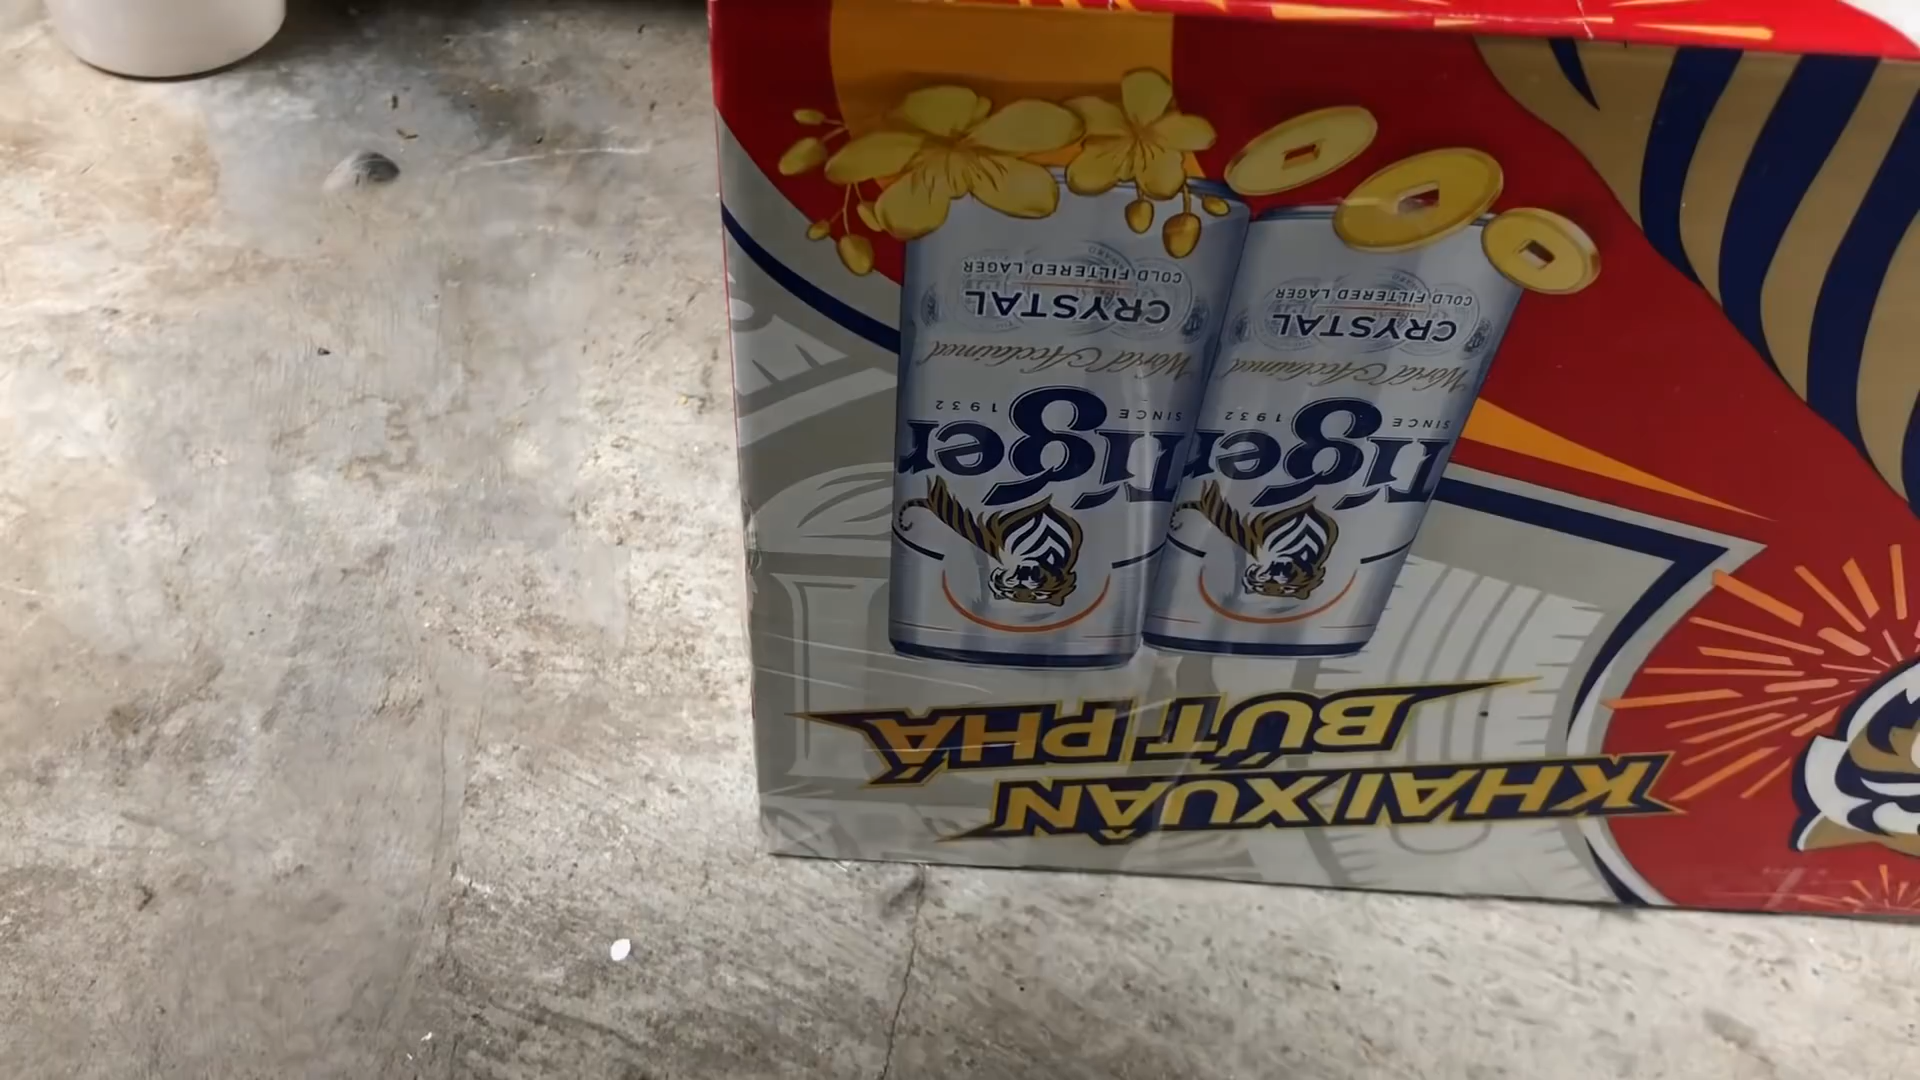 KHAI XUÂN
BỨT PHÁ
Tiger
SINCE 1932
World Acclaimed
CRYSTAL
COLD FILTERED LAGER
Tiger
SINCE 1932
World Acclaimed
CRYSTAL
COLD FILTERED LAGER